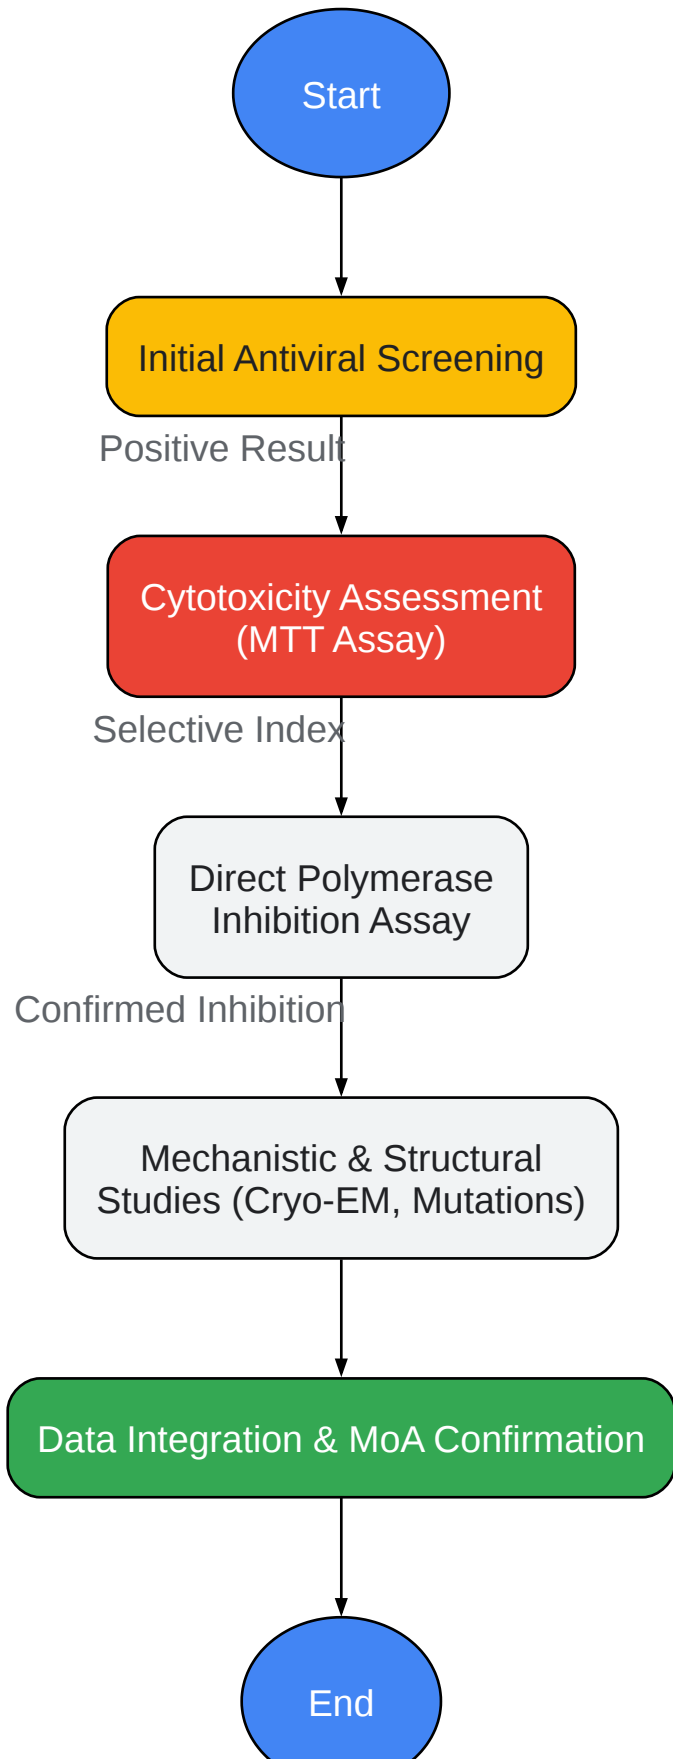 Start
Initial Antiviral Screening
Positive Result
Cytotoxicity Assessment
(MTT Assay)
Selective Index
Direct Polymerase
Inhibition Assay
Confirmed Inhibition
Mechanistic & Structural
Studies (Cryo-EM, Mutations)
Data Integration & MoA Confirmation
End